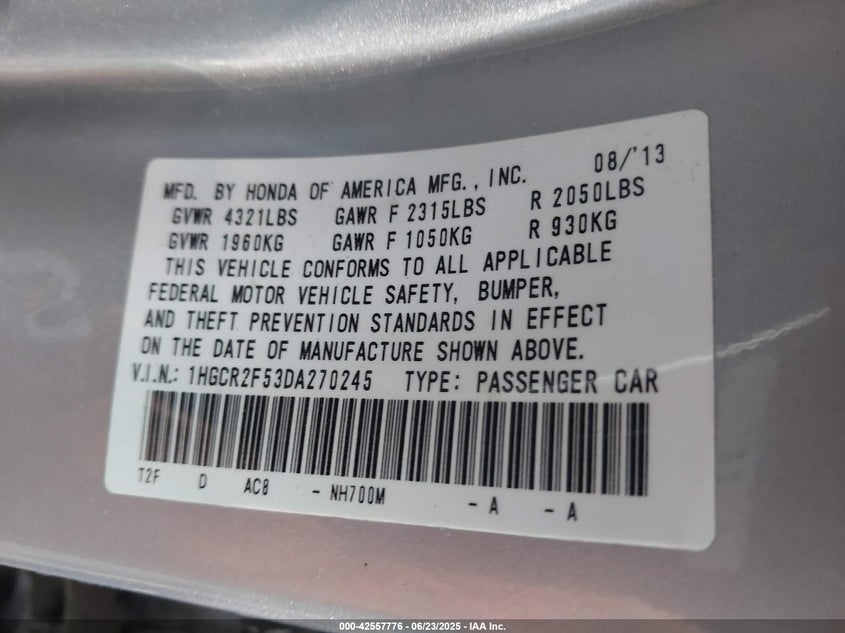 MFD. BY HONDA OF AMERICA MFG., INC. 08/'13
GVWR 4321LBS GAWR F 2315LBS R 2050LBS
GVWR 1960KG GAWR F 1050KG R 930KG
THIS VEHICLE CONFORMS TO ALL APPLICABLE
FEDERAL MOTOR VEHICLE SAFETY, BUMPER,
AND THEFT PREVENTION STANDARDS IN EFFECT
ON THE DATE OF MANUFACTURE SHOWN ABOVE.
V.I.N.: 1HGCR2F53DA270245 TYPE: PASSENGER CAR
T2F D AC8 - NH700M - A - A
000-42557776 - 06/23/2025 - IAA Inc.